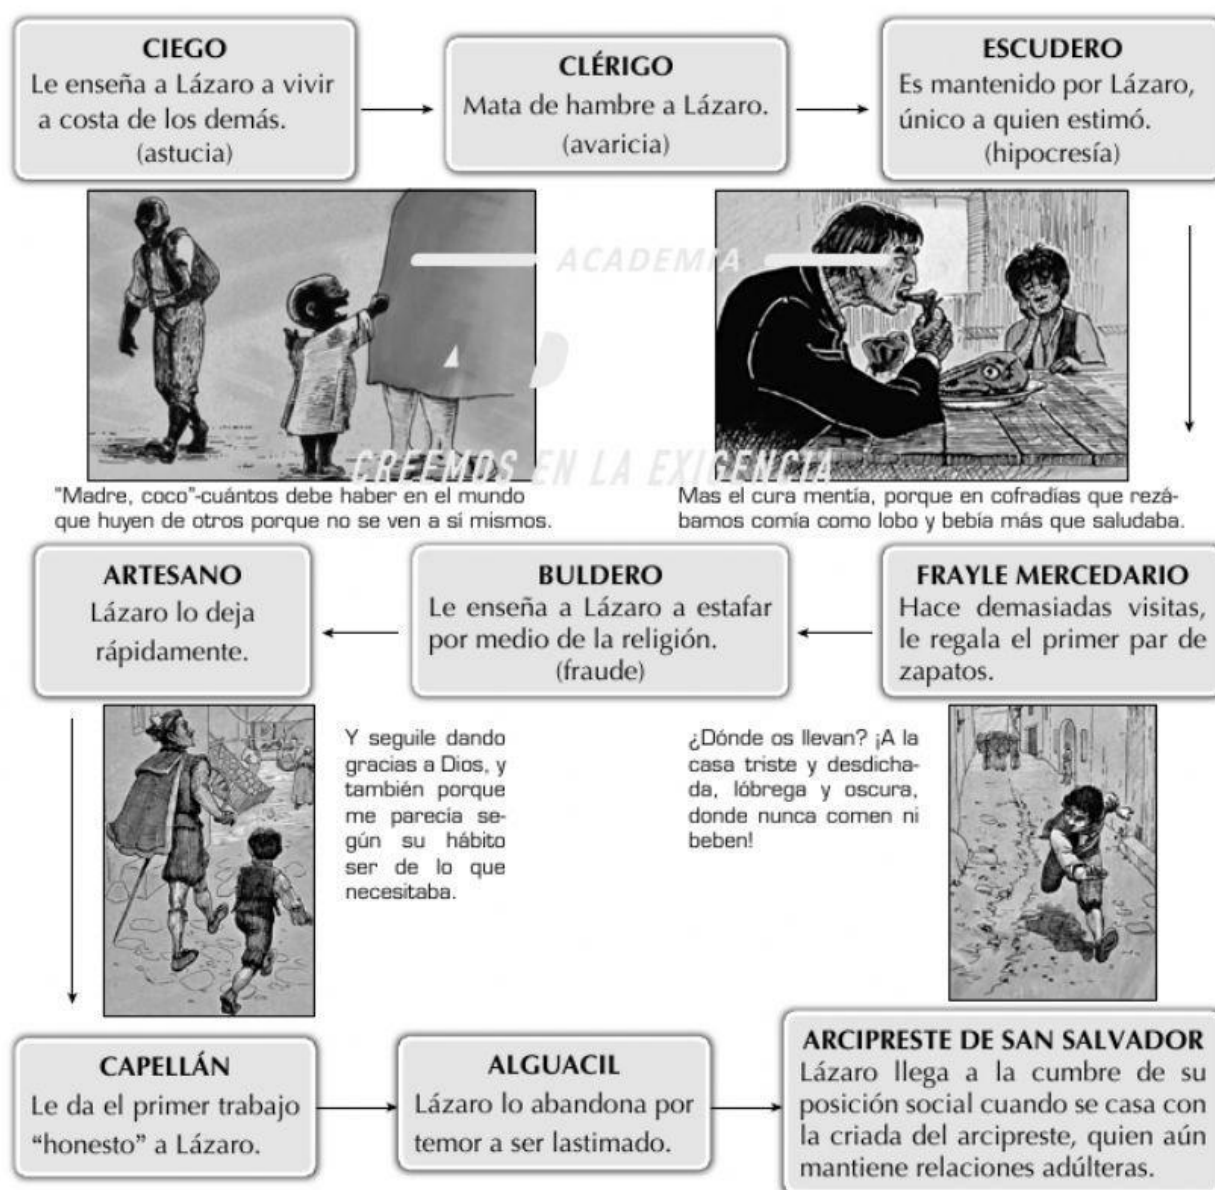 CIEGO
Le enseña a Lázaro a vivir
a costa de los demás.
(astucia)
CLÉRIGO
Mata de hambre a Lázaro.
(avaricia)
ESCUDERO
Es mantenido por Lázaro,
único a quien estimó.
(hipocresía)
ACADEMIA
CREEMOS EN LA EXIGENCIA
"Madre, coco"-cuántos debe haber en el mundo
que huyen de otros porque no se ven a sí mismos.
Mas el cura mentía, porque en cofradías que rezá-
bamos comía como lobo y bebía más que saludaba.
ARTESANO
Lázaro lo deja
rápidamente.
BULDERO
Le enseña a Lázaro a estafar
por medio de la religión.
(fraude)
FRAYLE MERCEDARIO
Hace demasiadas visitas,
le regala el primer par de
zapatos.
Y seguile dando
gracias a Dios, y
también porque
me parecía se-
gún su hábito
ser de lo que
necesitaba.
¿Dónde os llevan? ¡A la
casa triste y desdicha-
da, lóbrega y oscura,
donde nunca comen ni
beben!
CAPELLÁN
Le da el primer trabajo
“honesto” a Lázaro.
ALGUACIL
Lázaro lo abandona por
temor a ser lastimado.
ARCIPRESTE DE SAN SALVADOR
Lázaro llega a la cumbre de su
posición social cuando se casa con
la criada del arcipreste, quien aún
mantiene relaciones adúlteras.